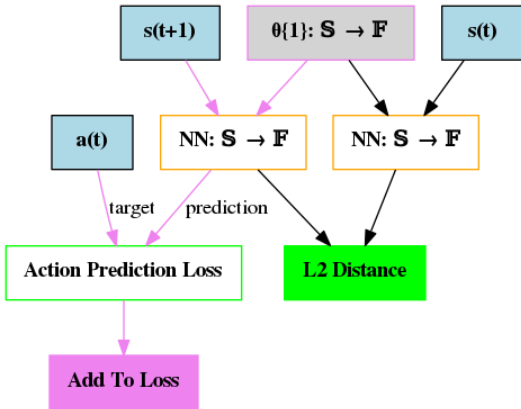 s(t+1)
θ{1}: 𝕊 → 𝔽
s(t)
a(t)
NN: 𝕊 → 𝔽
NN: 𝕊 → 𝔽
target
prediction
Action Prediction Loss
L2 Distance
Add To Loss